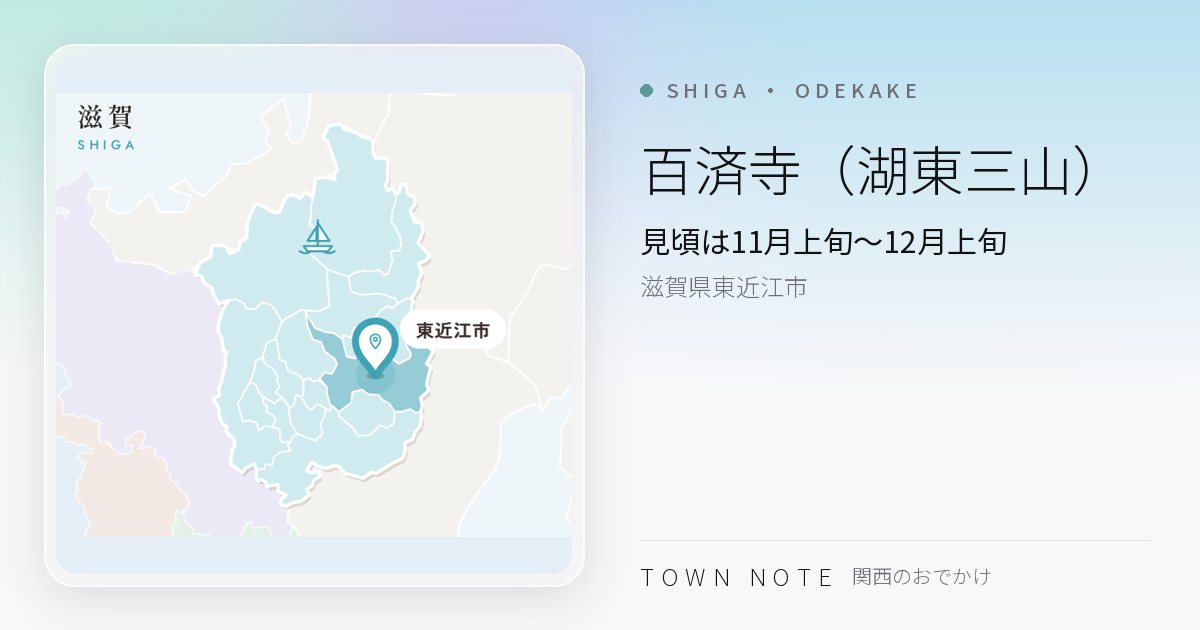 滋賀
SHIGA
東近江市
SHIGA • ODEKAKE
百済寺（湖東三山）
見頃は11月上旬〜12月上旬
滋賀県東近江市
TOWN NOTE 関西のおでかけ